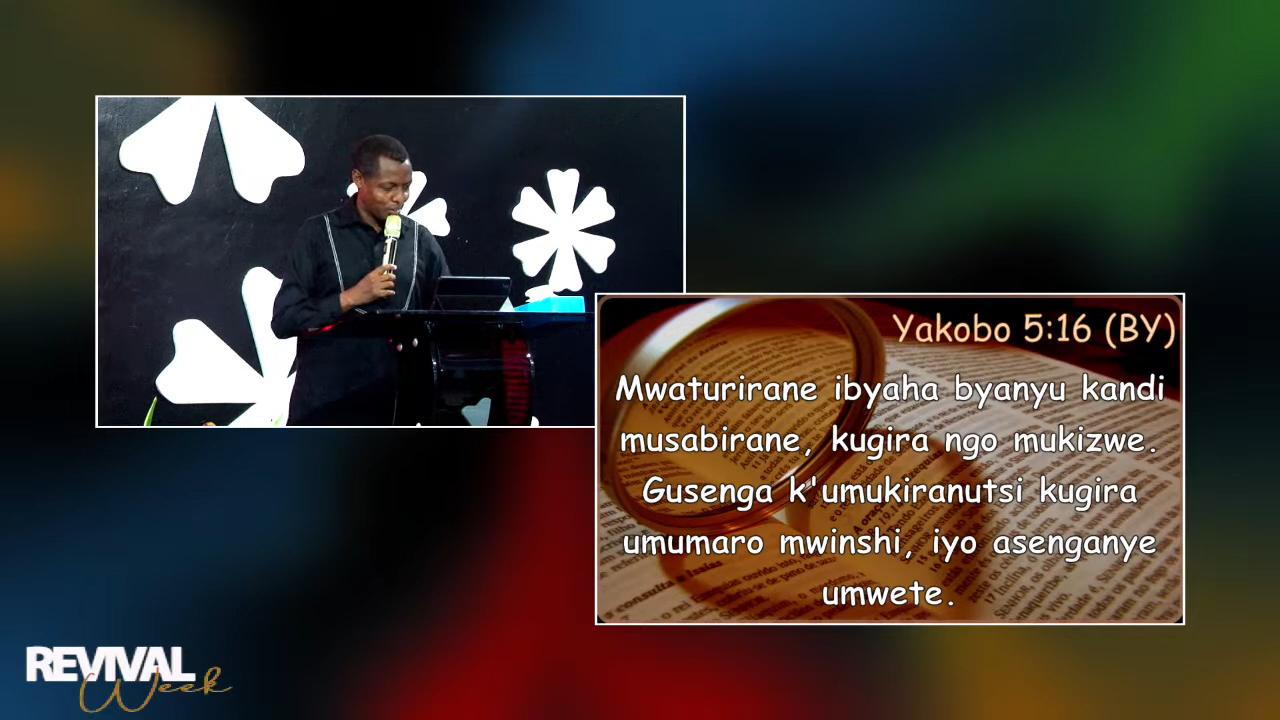 Yakobo 5:16 (BY)
Mwaturirane ibyaha byanyu kandi
musabirane, kugira ngo mukizwe.
Gusenga k'umukiranutsi kugira
umumaro mwinshi, iyo asenganye
umwete.
REVIVAL
Week